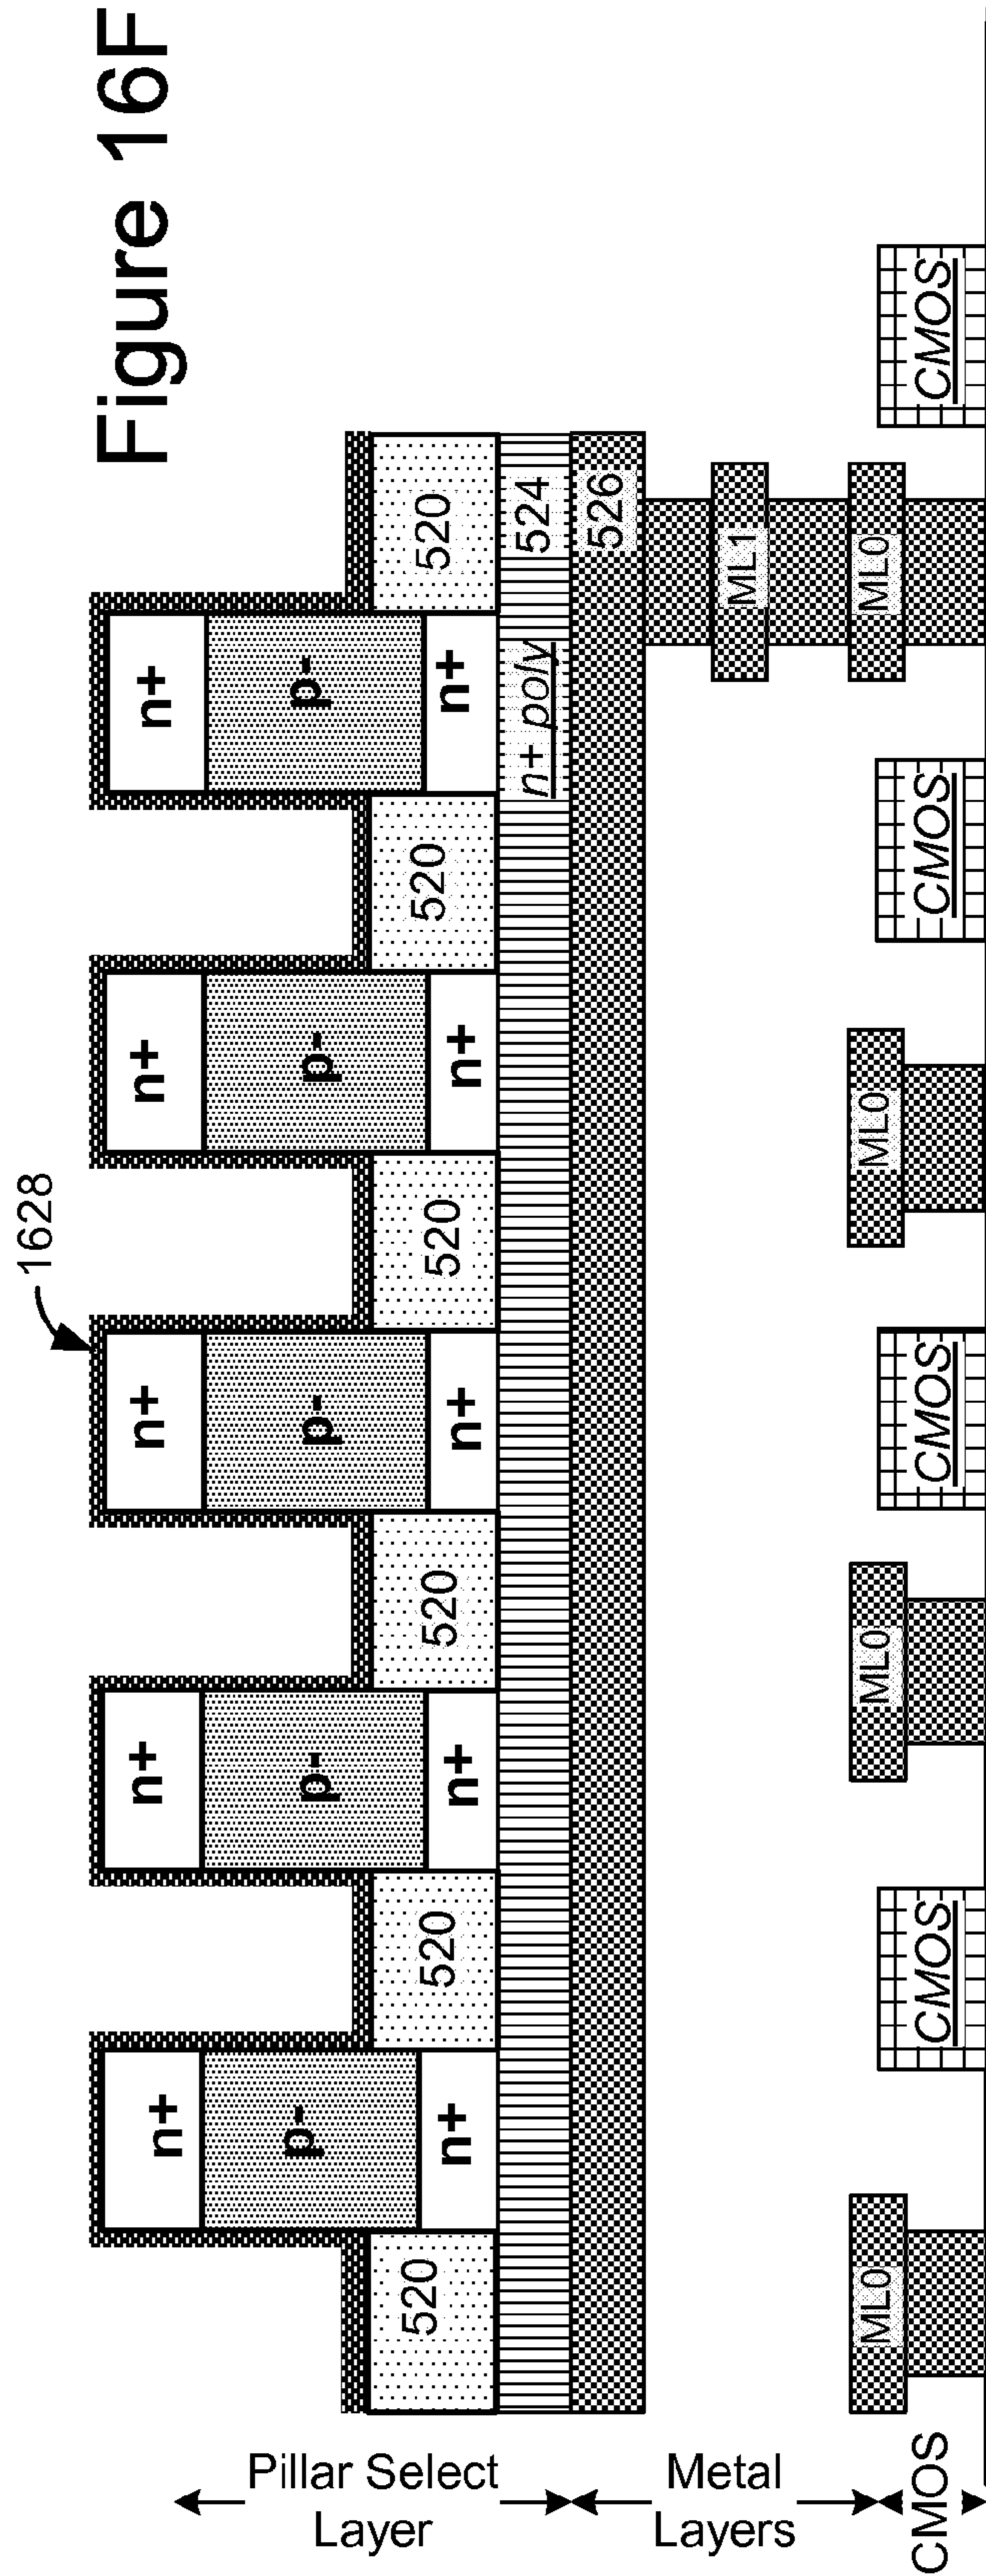 1628
Figure 16F
Pillar Select
Layer
n+ n+ n+ n+ n+
p- p- p- p- p-
520 520 520 520 520 520
n+ n+ n+ n+ n+
n+ poly 524
526
Metal
Layers
ML1
ML0 ML0 ML0 ML0
CMOS
CMOS CMOS CMOS CMOS